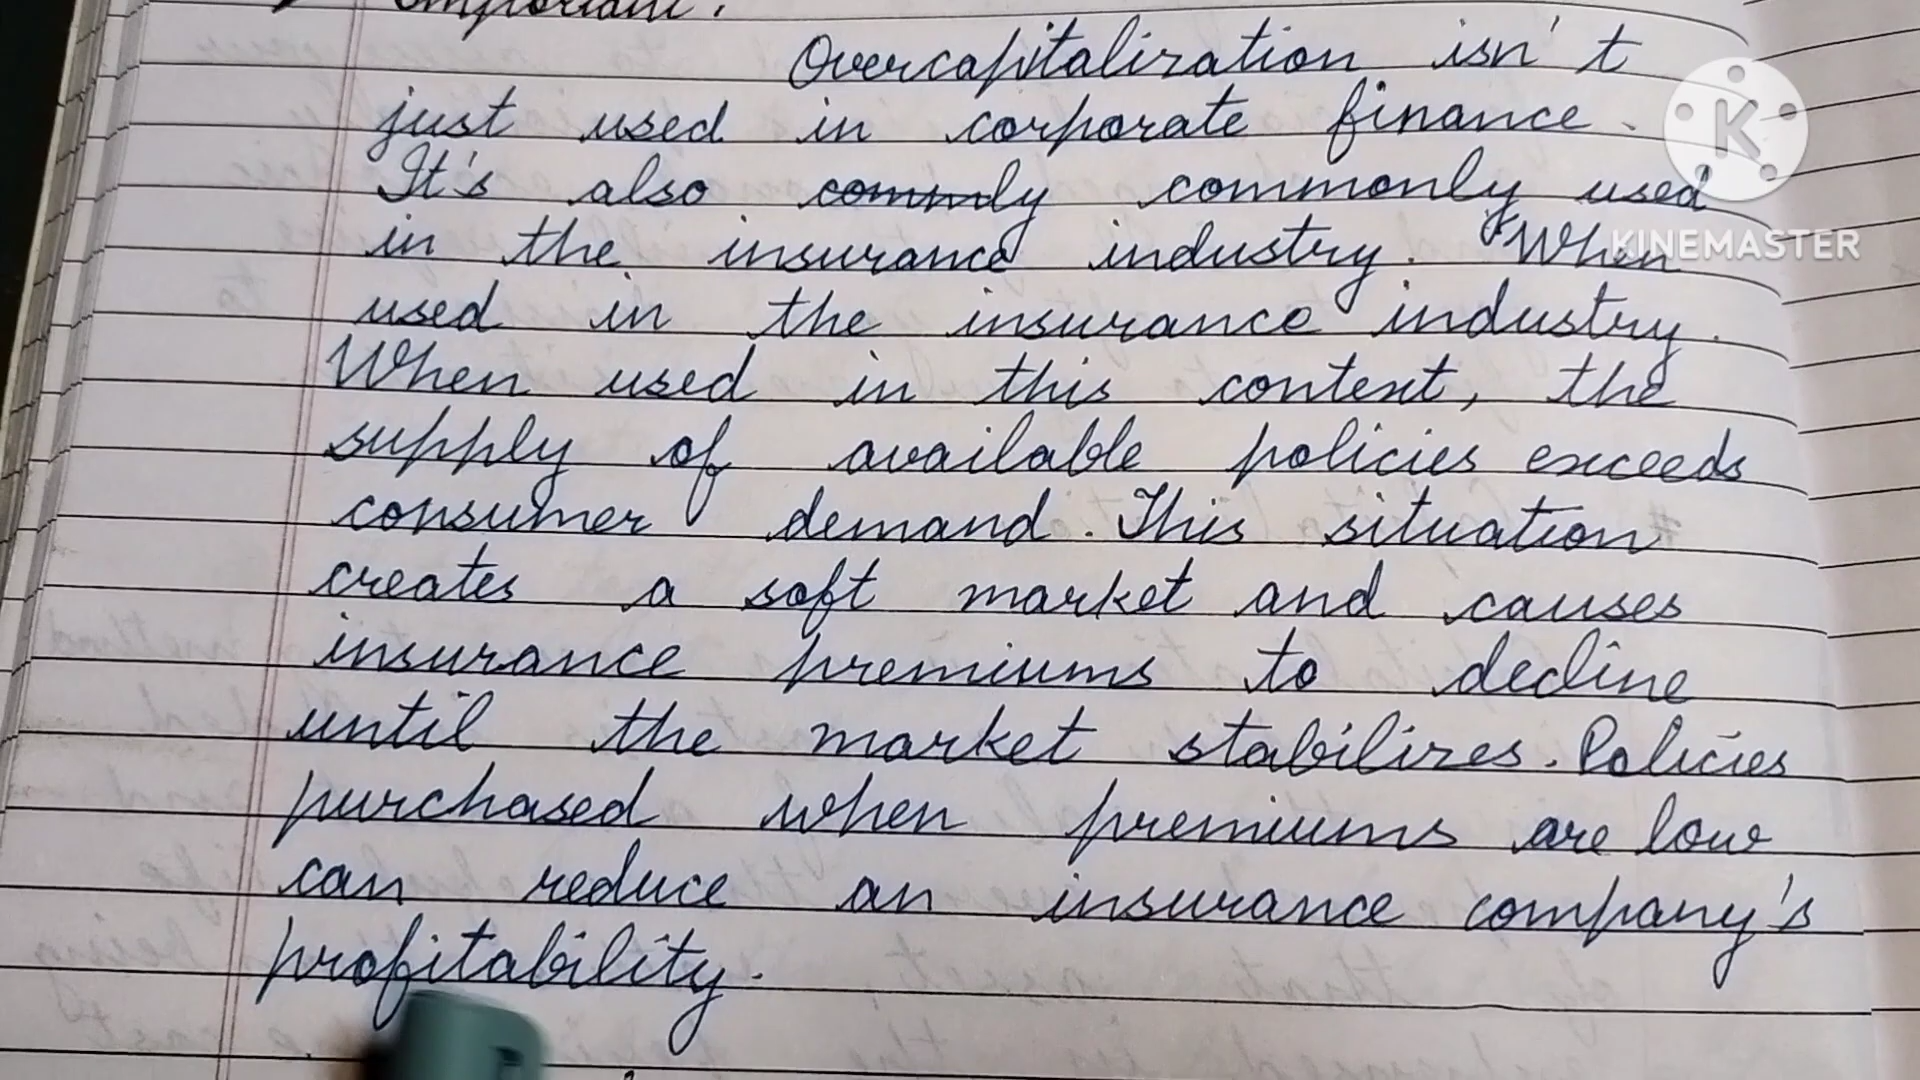 Important.
Overcapitalization isn't
just used in corporate finance.
It's also commonly commonly used
in the insurance industry. When
used in the insurance industry.
When used in this context, the
supply of available policies exceeds
consumer demand. This situation
creates a soft market and causes
insurance premiums to decline
until the market stabilizes. Policies
purchased when premiums are low
can reduce an insurance company's
profitability.
K
KINEMASTER